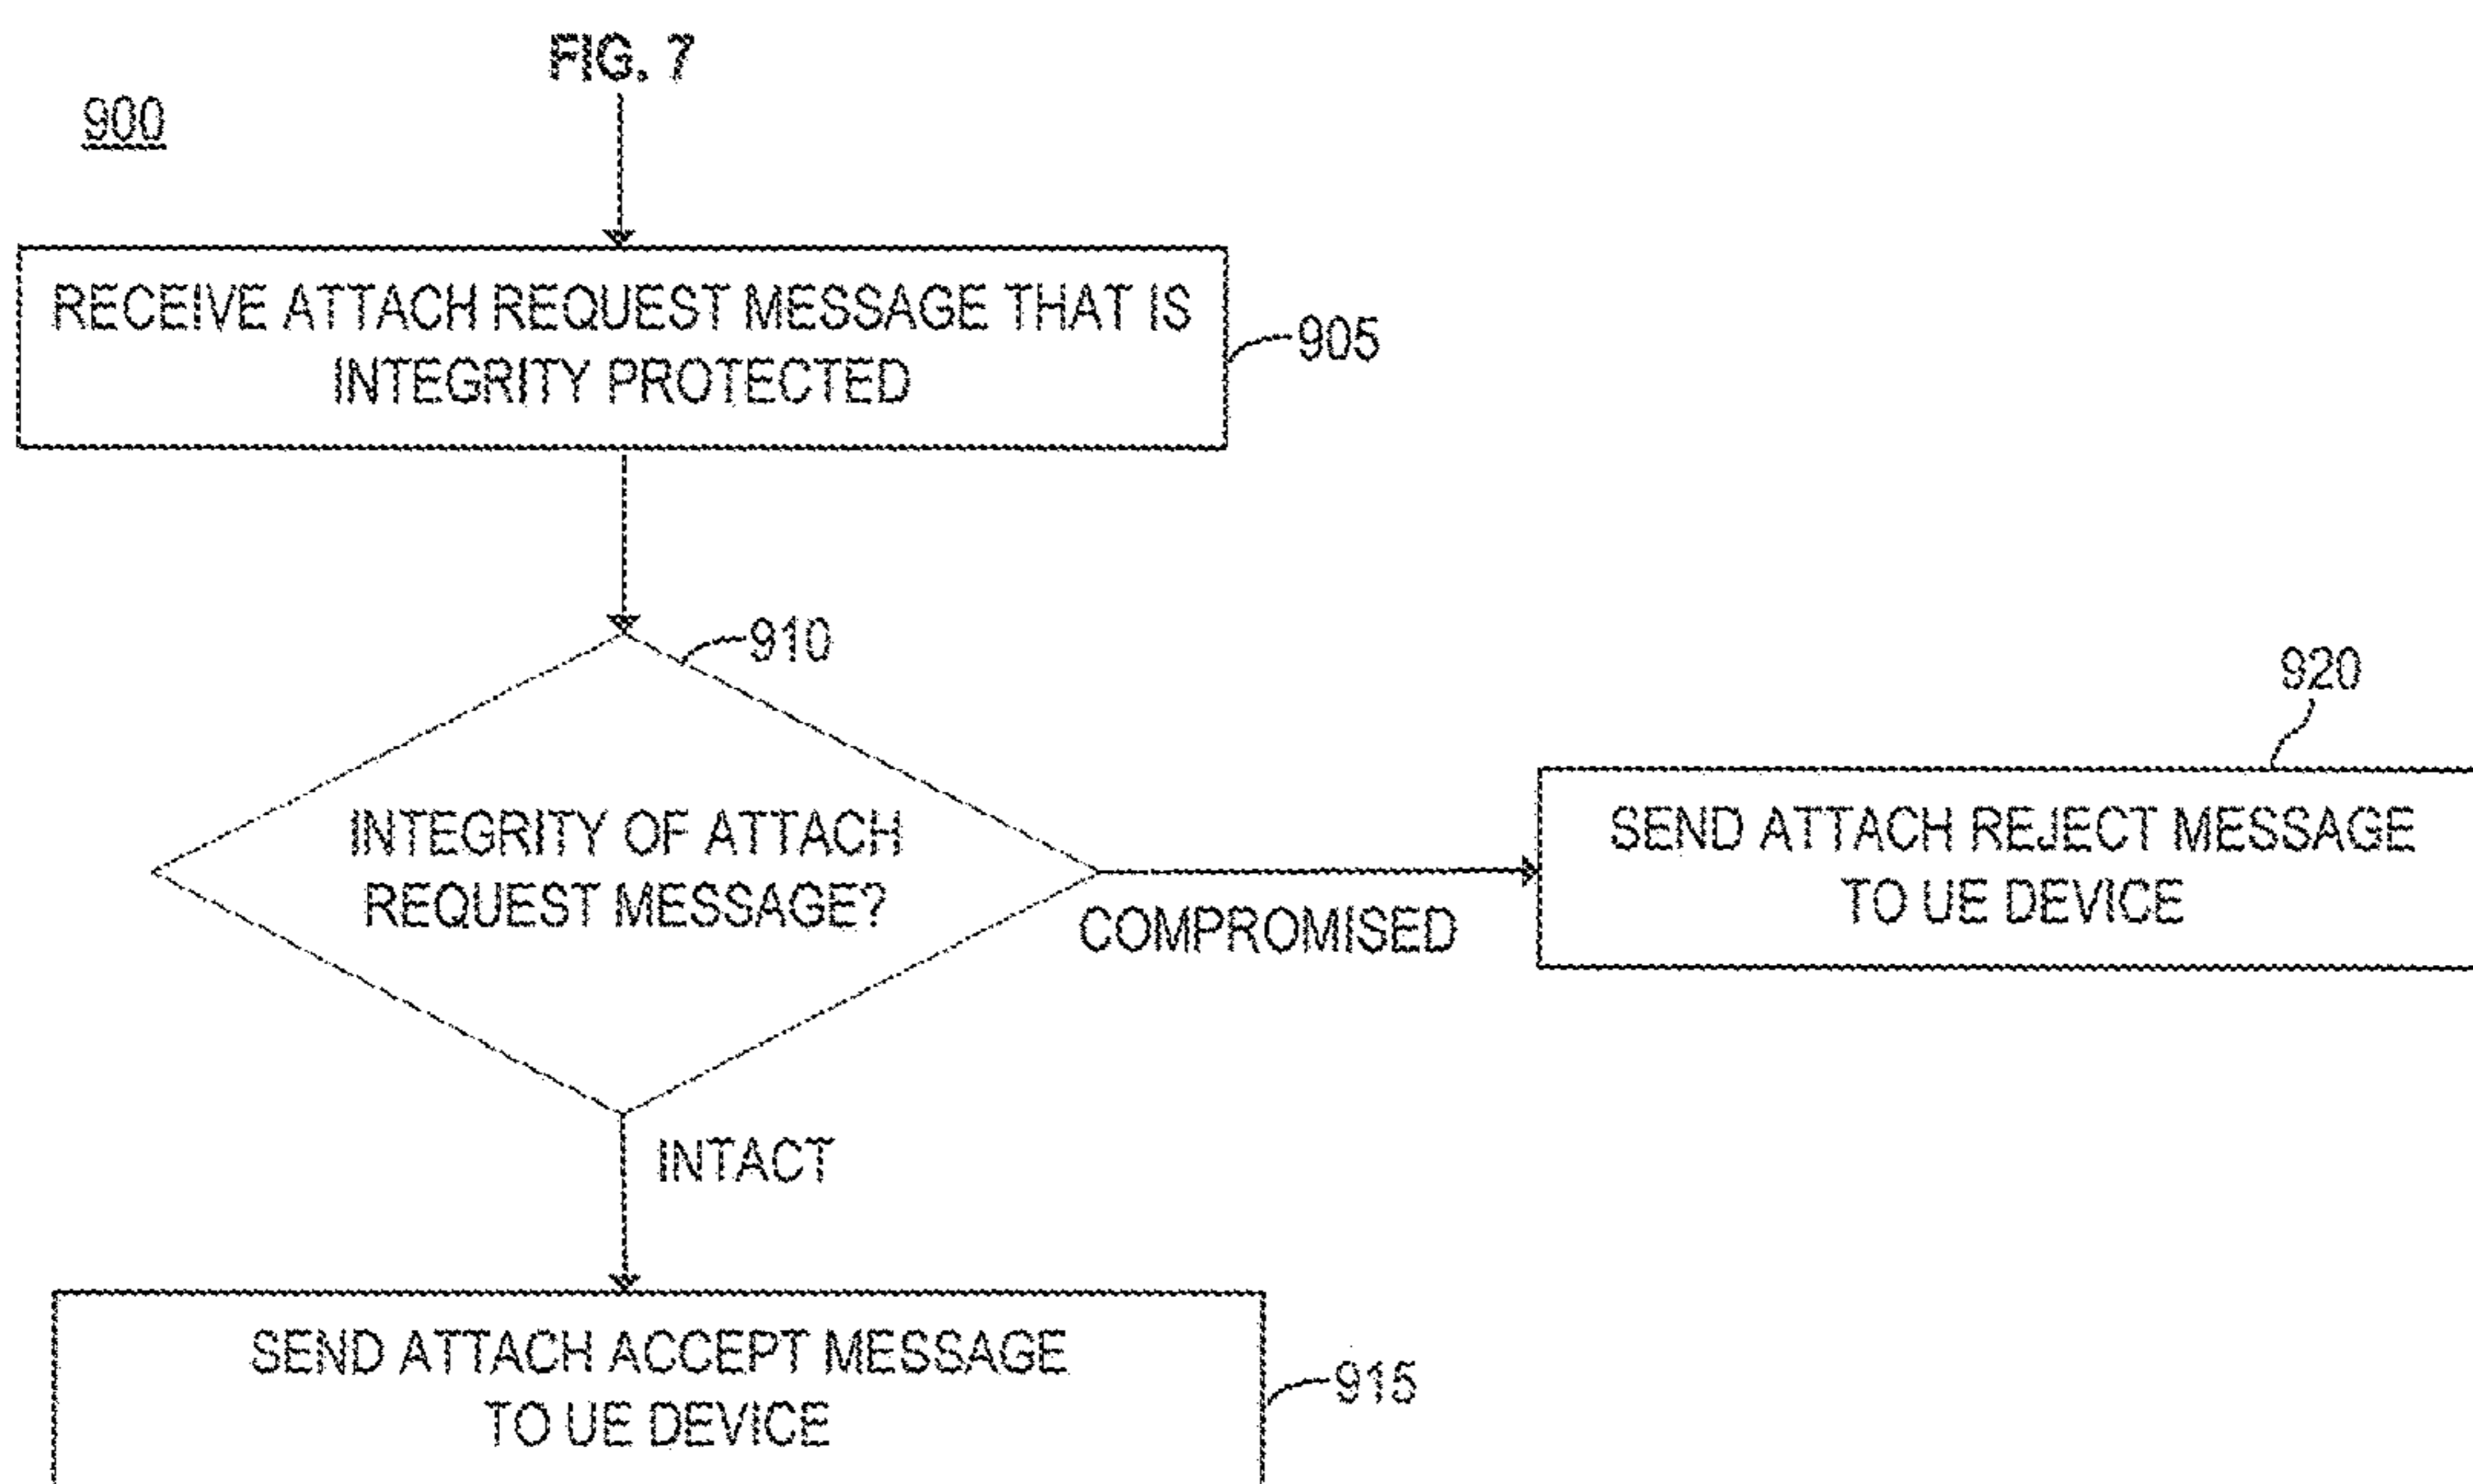 FIG. 7
900
RECEIVE ATTACH REQUEST MESSAGE THAT IS
INTEGRITY PROTECTED
905
910
INTEGRITY OF ATTACH
REQUEST MESSAGE?
COMPROMISED
920
SEND ATTACH REJECT MESSAGE
TO UE DEVICE
INTACT
SEND ATTACH ACCEPT MESSAGE
TO UE DEVICE
915